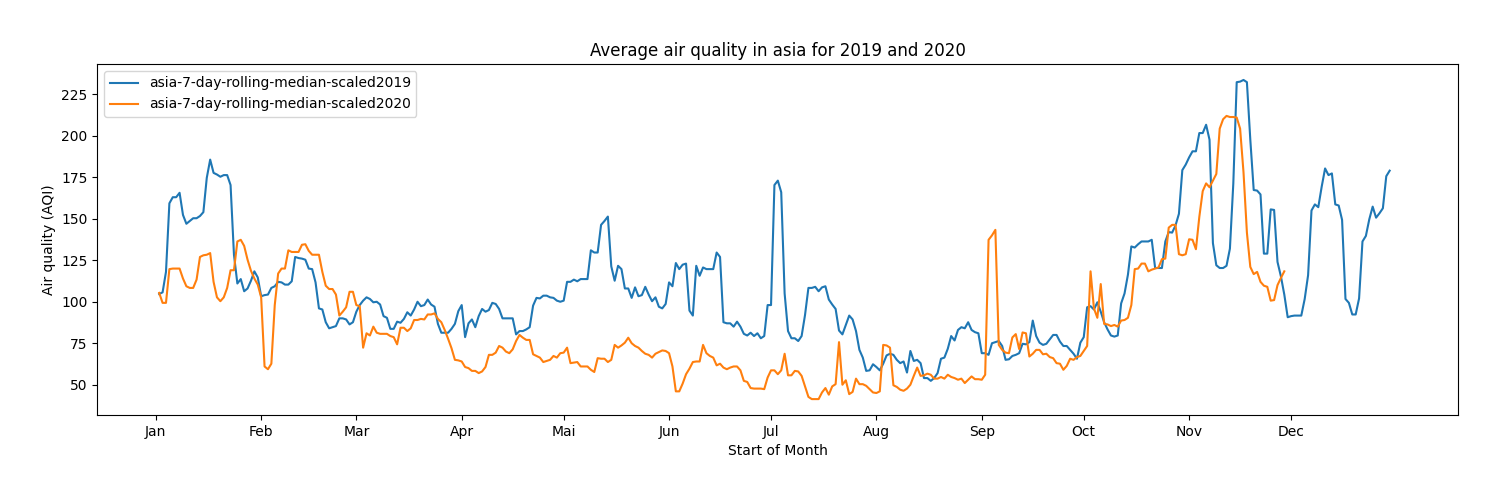 Average air quality in asia for 2019 and 2020
asia-7-day-rolling-median-scaled2019
asia-7-day-rolling-median-scaled2020
Air quality (AQI)
225
200
175
150
125
100
75
50
Jan Feb Mar Apr Mai Jun Jul Aug Sep Oct Nov Dec
Start of Month